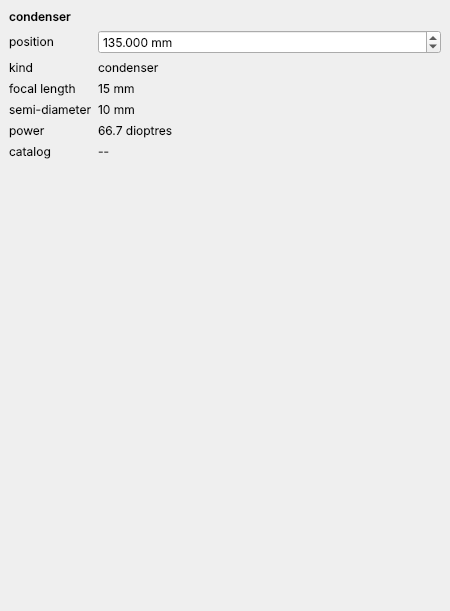 condenser
position 135.000 mm
kind condenser
focal length 15 mm
semi-diameter 10 mm
power 66.7 dioptres
catalog --